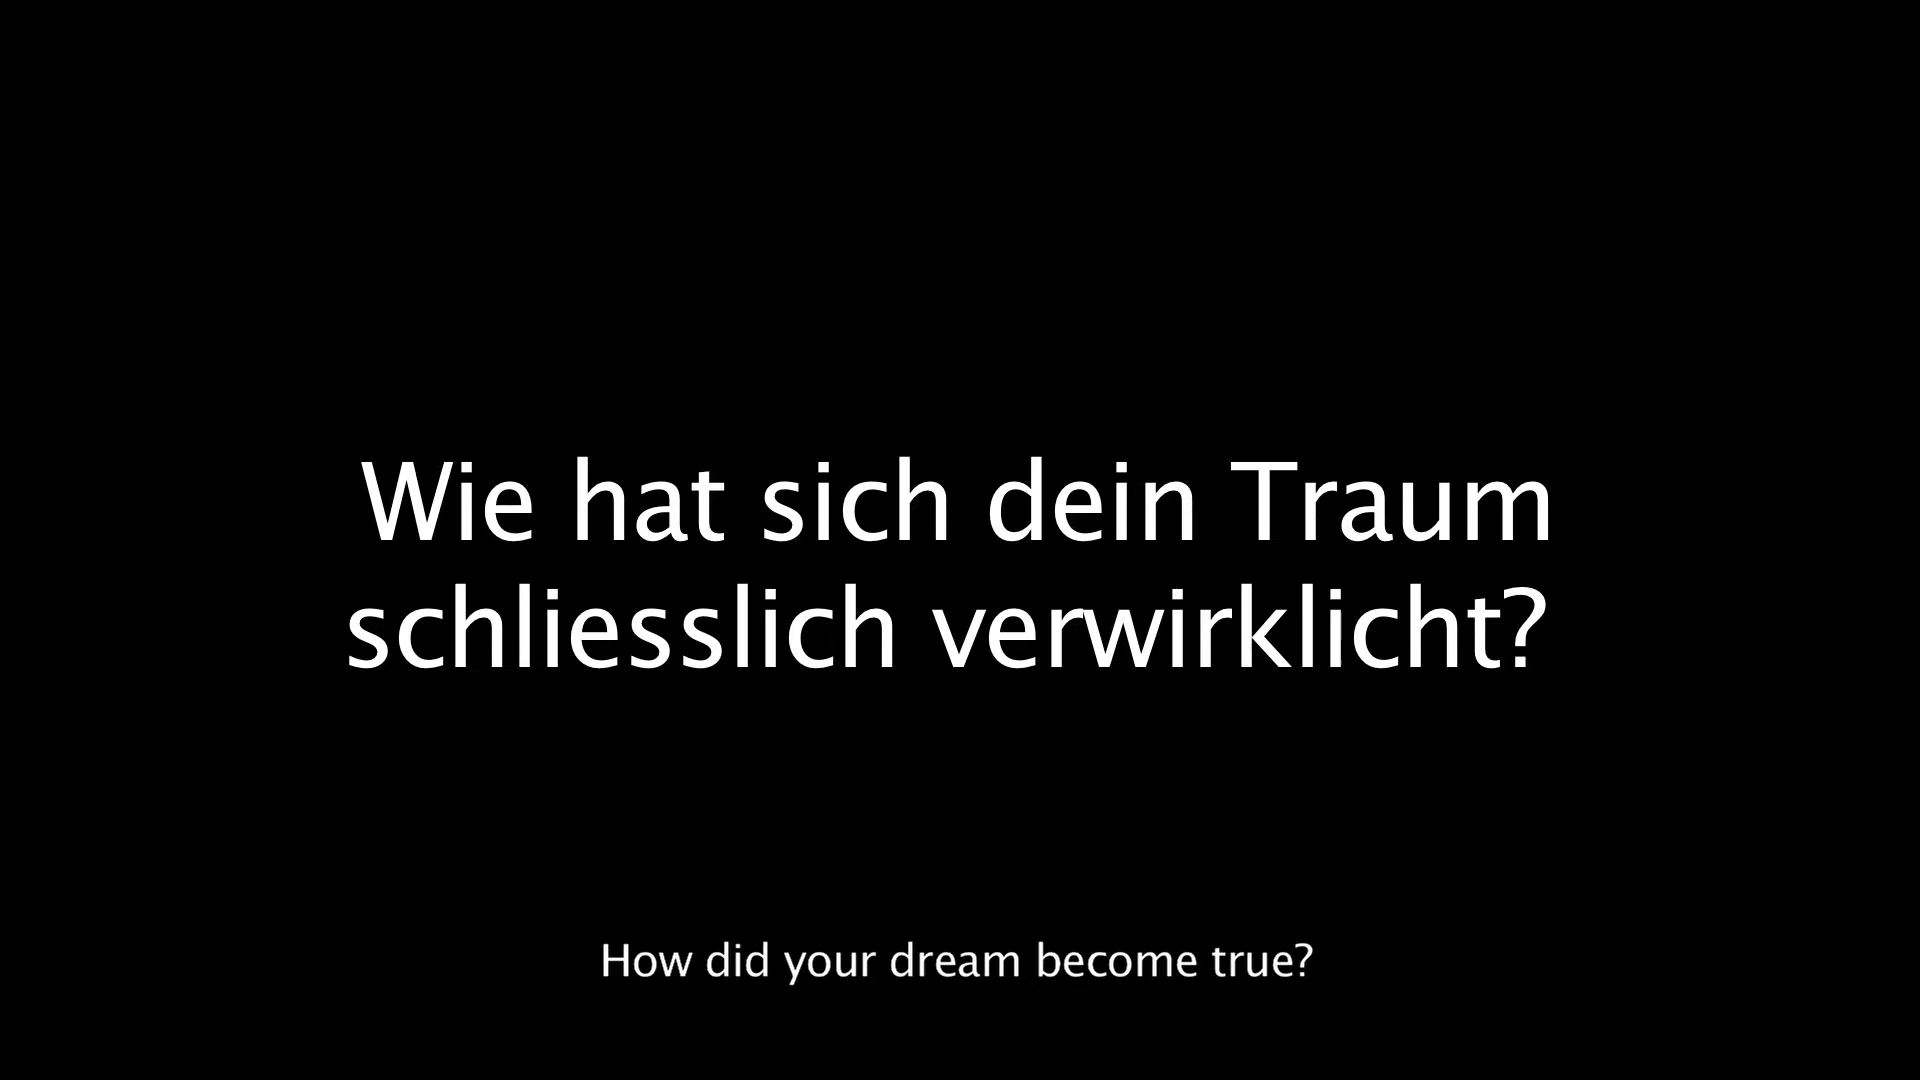 Wie hat sich dein Traum
schliesslich verwirklicht?
How did your dream become true?